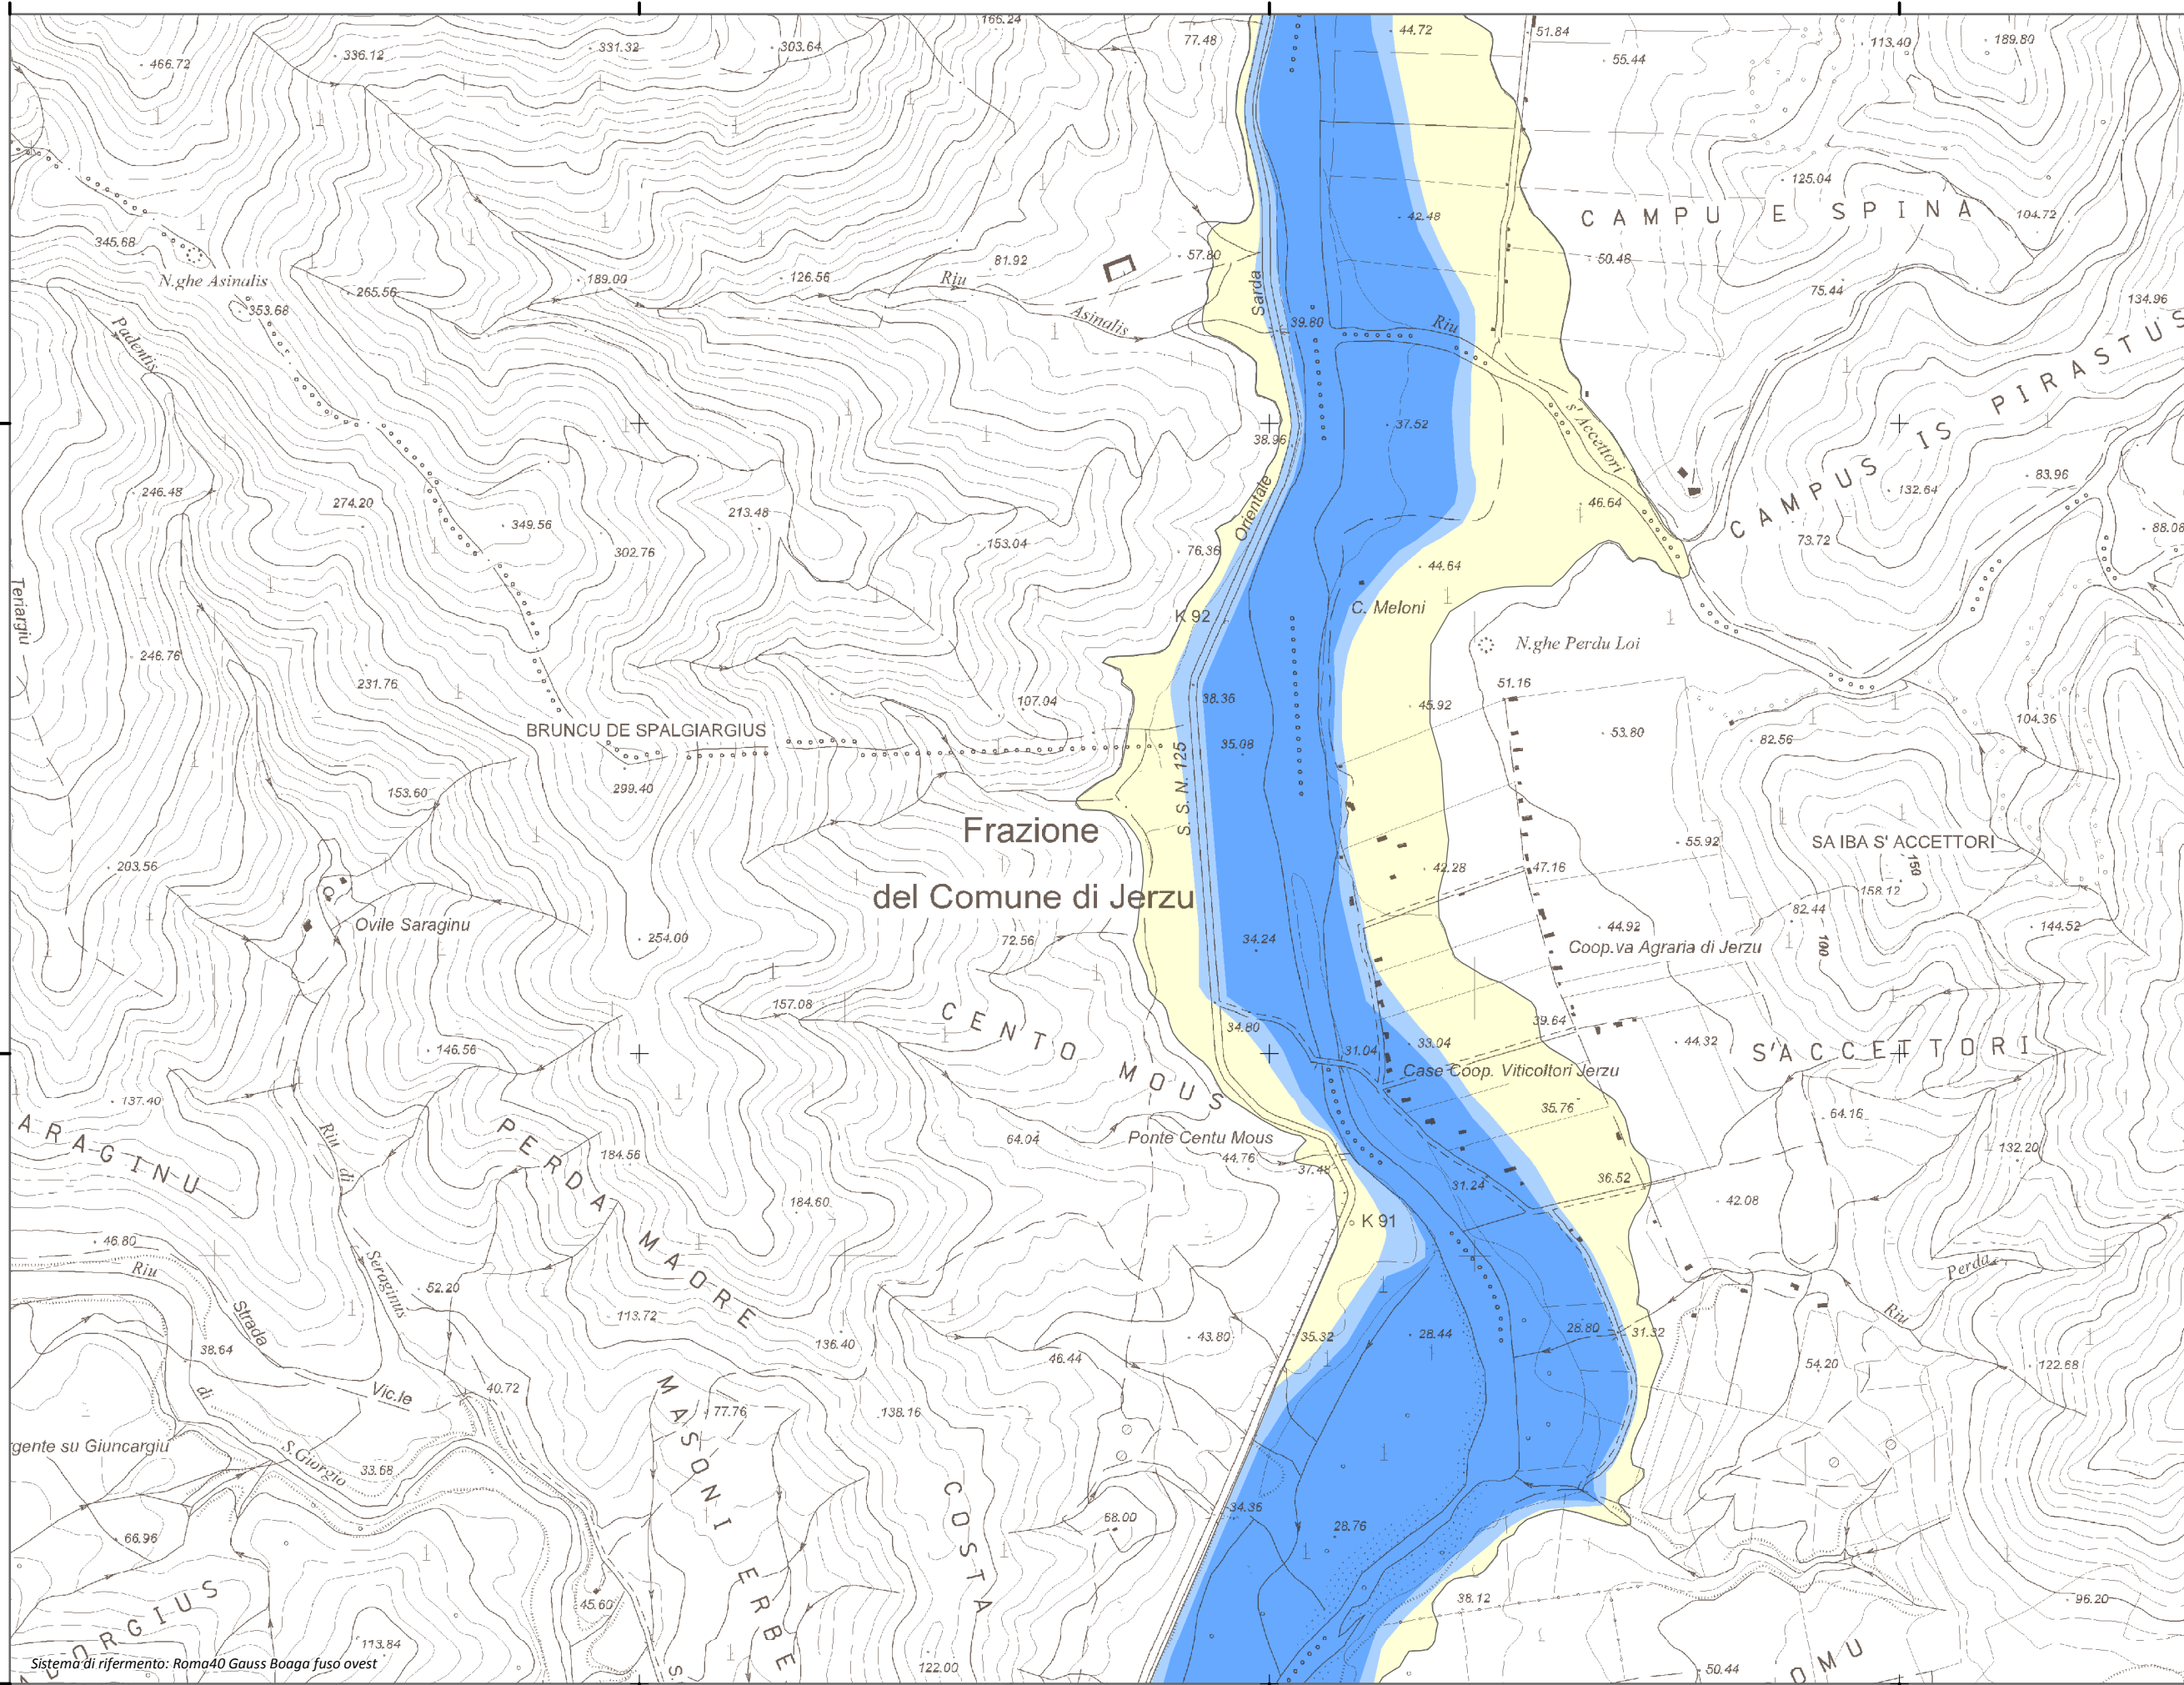 166.24
44.72
51.84
77.48
331.32
303.64
336.12
466.72
55.44
113.40
189.80
125.04
CAMPU E SPINA
104.72
42.48
345.68
57.80
50.48
81.92
N.ghe Asinalis
189.00
126.56
Riu
Asinalis
Sarda
75.44
134.96
265.56
353.68
Padentis
39.80
Riu
s'Accettori
CAMPUS IS PIRASTUS
37.52
38.96
246.48
274.20
349.56
213.48
302.76
153.04
76.36
Orientale
46.64
132.64
83.96
73.72
88.08
44.64
Teriargiu
K 92
C. Meloni
N.ghe Perdu Loi
246.76
231.76
51.16
107.04
38.36
45.92
53.80
104.36
BRUNCU DE SPALGIARGIUS
35.08
82.56
S. S. N. 125
299.40
153.60
Frazione
del Comune di Jerzu
203.56
42.28
47.16
55.92
SA IBA S' ACCETTORI
150
158.12
Ovile Saraginu
254.00
72.56
34.24
44.92
82.44
100
144.52
Coop.va Agraria di Jerzu
157.08
CENTO MOUS
34.80
39.64
146.56
31.04
33.04
44.32
S'ACCETTORI
Case Coop. Viticoltori Jerzu
137.40
35.76
64.16
ARAGINU
Riu
di
Seraginus
PERDA MAORE
184.56
64.04
Ponte Centu Mous
44.76
37.48
132.20
31.24
36.52
184.60
42.08
K 91
46.80
Riu
Strada
Vic.le
52.20
113.72
136.40
43.80
35.32
28.44
28.80
31.32
Perda
Riu
38.64
46.44
54.20
122.68
di
S.Giorgio
40.72
77.76
138.16
MASONI ERBE
COSTA
rgente su Giuncargiu
33.68
34.36
68.00
28.76
66.96
45.60
38.12
96.20
113.84
122.00
50.44
OMU
Sistema di rifermento: Roma40 Gauss Boaga fuso ovest